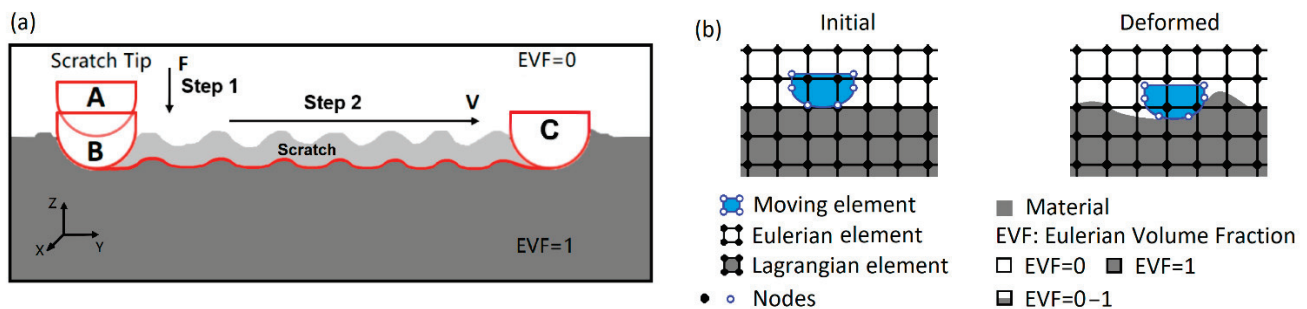 (a)
Scratch Tip
F
EVF=0
Step 1
A
Step 2
V
B
C
Scratch
Z
X
Y
EVF=1
(b)
Initial
Deformed
Moving element
Eulerian element
Lagrangian element
Nodes
Material
EVF: Eulerian Volume Fraction
EVF=0 EVF=1
EVF=0–1